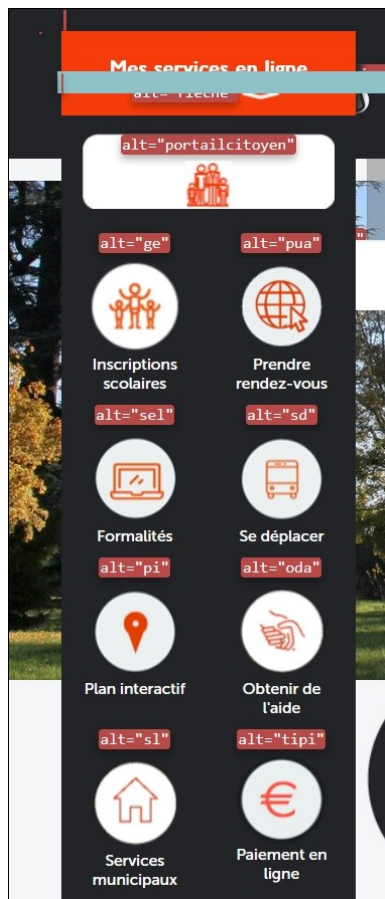 Mes services en ligne
alt="portailcitoyen"
alt="ge"
alt="pua"
Inscriptions
scolaires
Prendre
rendez-vous
alt="sel"
alt="sd"
Formalités
Se déplacer
alt="pi"
alt="oda"
Plan interactif
Obtenir de
l'aide
alt="sl"
alt="tipi"
Services
municipaux
Paiement en
ligne